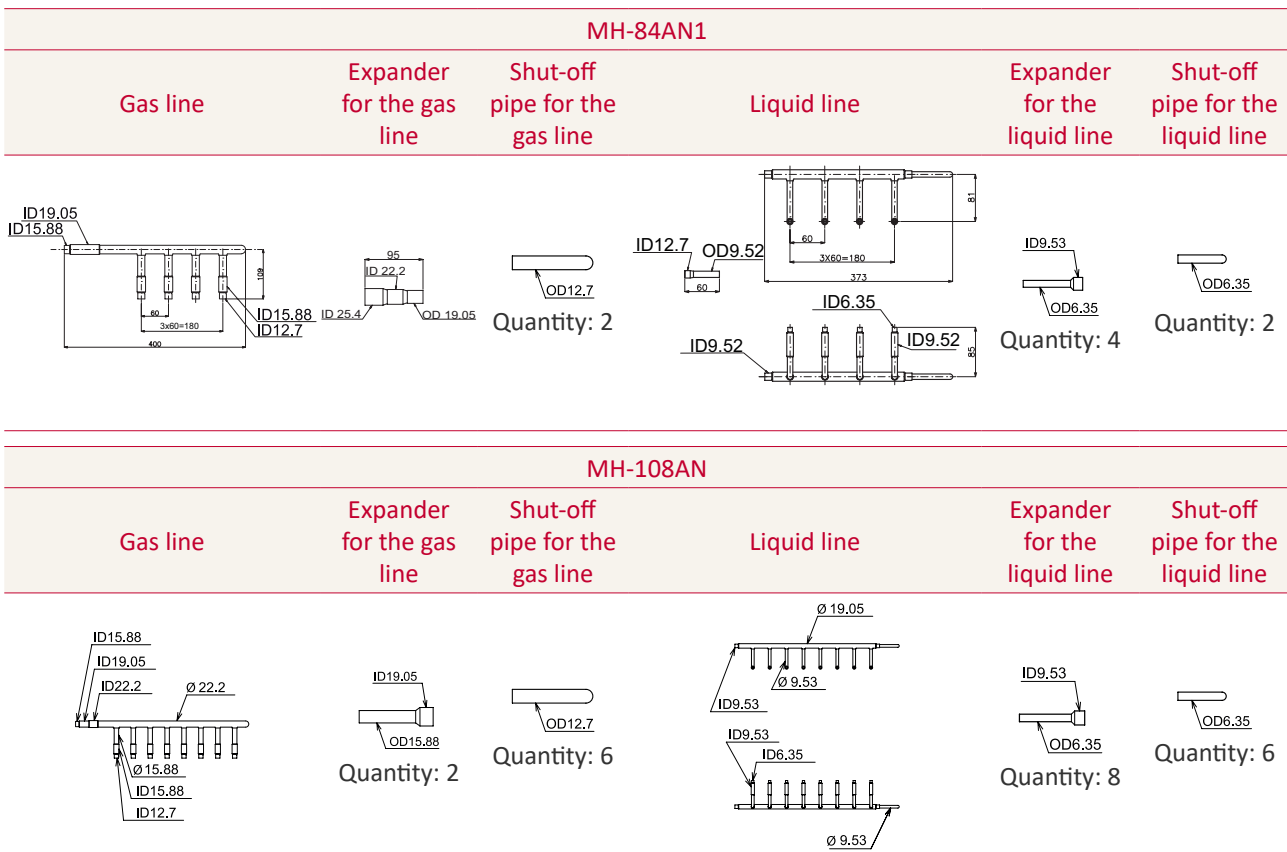 MH-84AN1
Gas line
Expander
for the gas
line
Shut-off
pipe for the
gas line
Liquid line
Expander
for the
liquid line
Shut-off
pipe for the
liquid line
ID19.05
ID15.88
109
60
3x60=180
400
ID15.88
ID12.7
95
ID 22.2
ID 25.4
OD 19.05
OD12.7
Quantity: 2
81
60
3X60=180
373
ID12.7
OD9.52
60
ID6.35
ID9.52
ID9.52
85
ID9.53
OD6.35
Quantity: 4
OD6.35
Quantity: 2
MH-108AN
Gas line
Expander
for the gas
line
Shut-off
pipe for the
gas line
Liquid line
Expander
for the
liquid line
Shut-off
pipe for the
liquid line
ID15.88
ID19.05
ID22.2
Ø 22.2
Ø 15.88
ID15.88
ID12.7
ID19.05
OD15.88
Quantity: 2
OD12.7
Quantity: 6
Ø 19.05
Ø 9.53
ID9.53
ID9.53
ID6.35
Ø 9.53
ID9.53
OD6.35
Quantity: 8
OD6.35
Quantity: 6